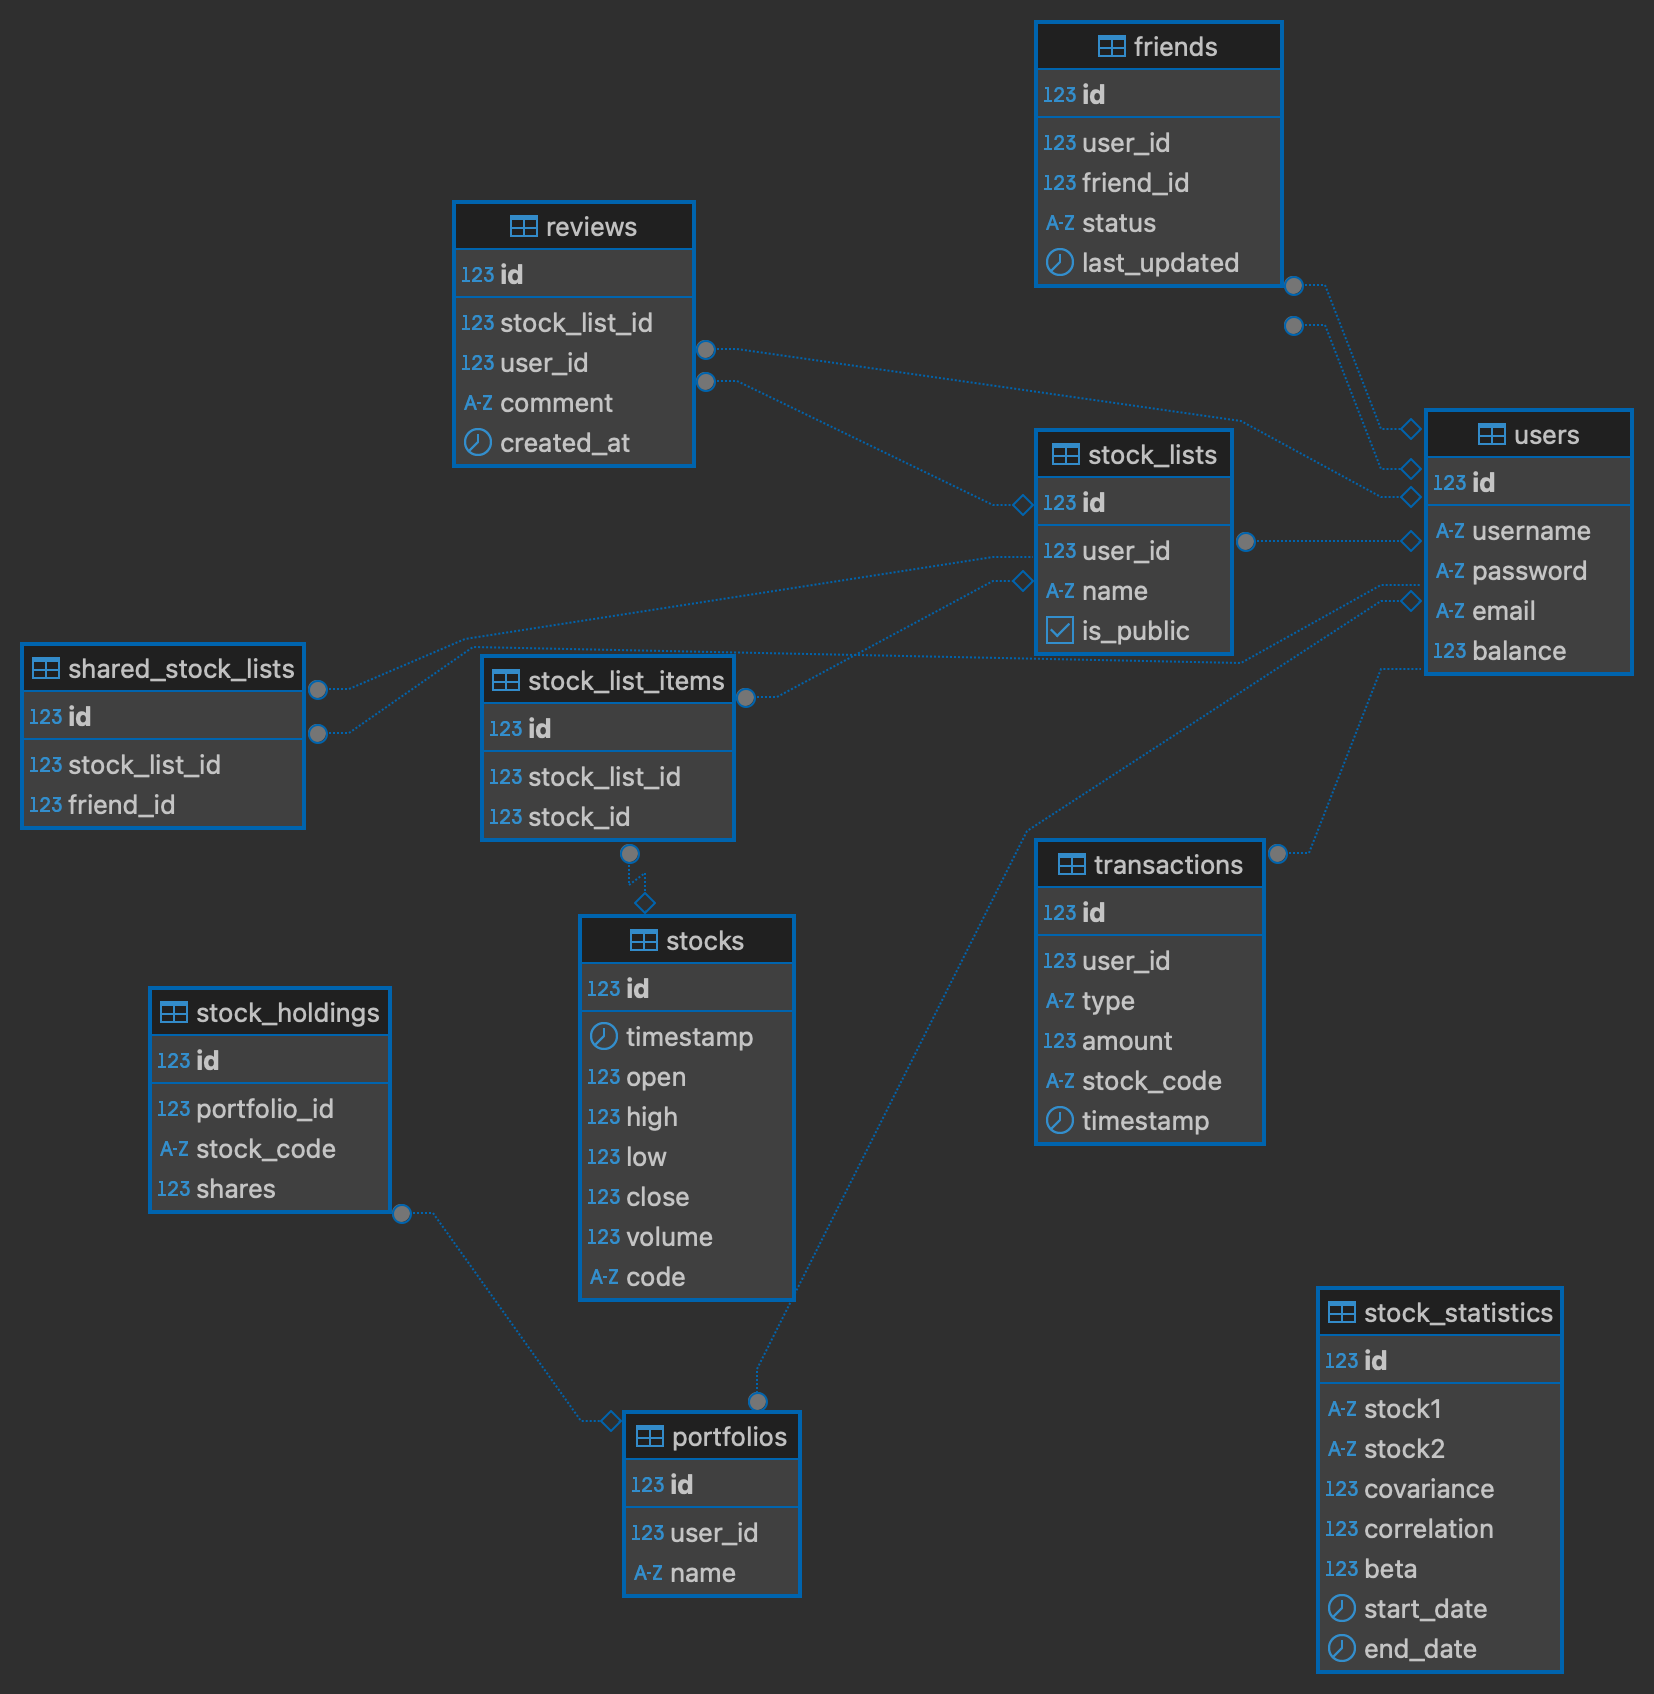 friends
123 id
123 user_id
123 friend_id
A-Z status
last_updated
reviews
123 id
123 stock_list_id
123 user_id
A-Z comment
created_at
users
123 id
A-Z username
A-Z password
A-Z email
123 balance
stock_lists
123 id
123 user_id
A-Z name
is_public
shared_stock_lists
123 id
123 stock_list_id
123 friend_id
stock_list_items
123 id
123 stock_list_id
123 stock_id
transactions
123 id
123 user_id
A-Z type
123 amount
A-Z stock_code
timestamp
stocks
123 id
timestamp
123 open
123 high
123 low
123 close
123 volume
A-Z code
stock_holdings
123 id
123 portfolio_id
A-Z stock_code
123 shares
stock_statistics
123 id
A-Z stock1
A-Z stock2
123 covariance
123 correlation
123 beta
start_date
end_date
portfolios
123 id
123 user_id
A-Z name